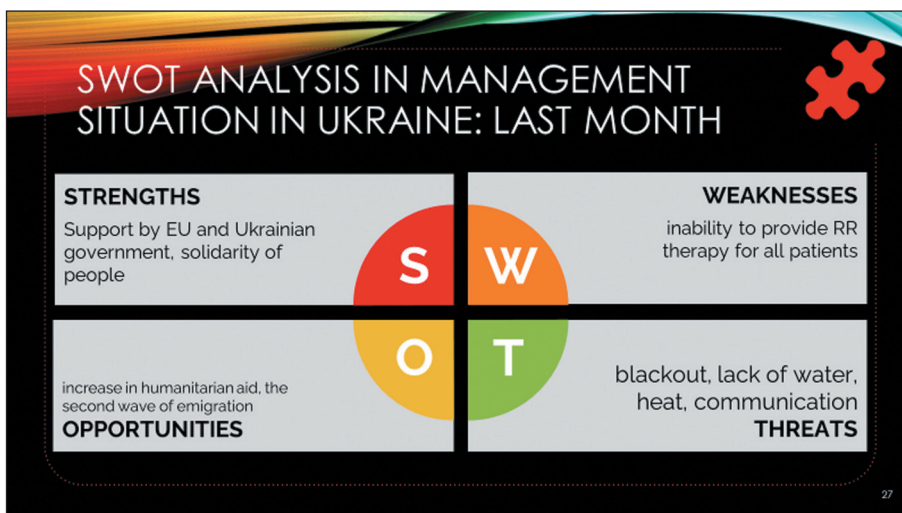 SWOT ANALYSIS IN MANAGEMENT
SITUATION IN UKRAINE: LAST MONTH
STRENGTHS
Support by EU and Ukrainian
government, solidarity of
people
S
WEAKNESSES
inability to provide RR
therapy for all patients
W
increase in humanitarian aid, the
second wave of emigration
OPPORTUNITIES
O
blackout, lack of water,
heat, communication
THREATS
T
27